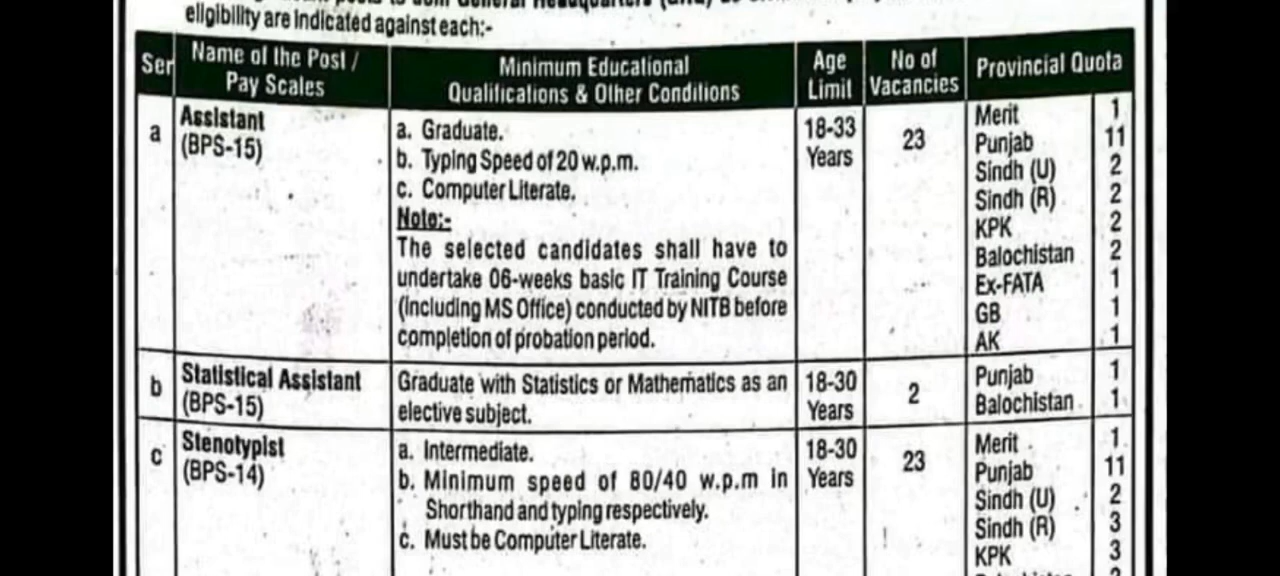 eligibility are indicated against each:-
Ser
Name of the Post /
Pay Scales
Minimum Educational
Qualifications & Other Conditions
Age
Limit
No of
Vacancies
Provincial Quota
a
Assistant
(BPS-15)
a. Graduate.
b. Typing Speed of 20 w.p.m.
c. Computer Literate.
Note:-
The selected candidates shall have to
undertake 06-weeks basic IT Training Course
(including MS Office) conducted by NITB before
completion of probation period.
18-33
Years
23
Merit 1
Punjab 11
Sindh (U) 2
Sindh (R) 2
KPK 2
Balochistan 2
Ex-FATA 1
GB 1
AK 1
b
Statistical Assistant
(BPS-15)
Graduate with Statistics or Mathematics as an
elective subject.
18-30
Years
2
Punjab 1
Balochistan 1
c
Stenotypist
(BPS-14)
a. Intermediate.
b. Minimum speed of 80/40 w.p.m in
Shorthand and typing respectively.
c. Must be Computer Literate.
18-30
Years
23
Merit 1
Punjab 11
Sindh (U) 2
Sindh (R) 3
KPK 3